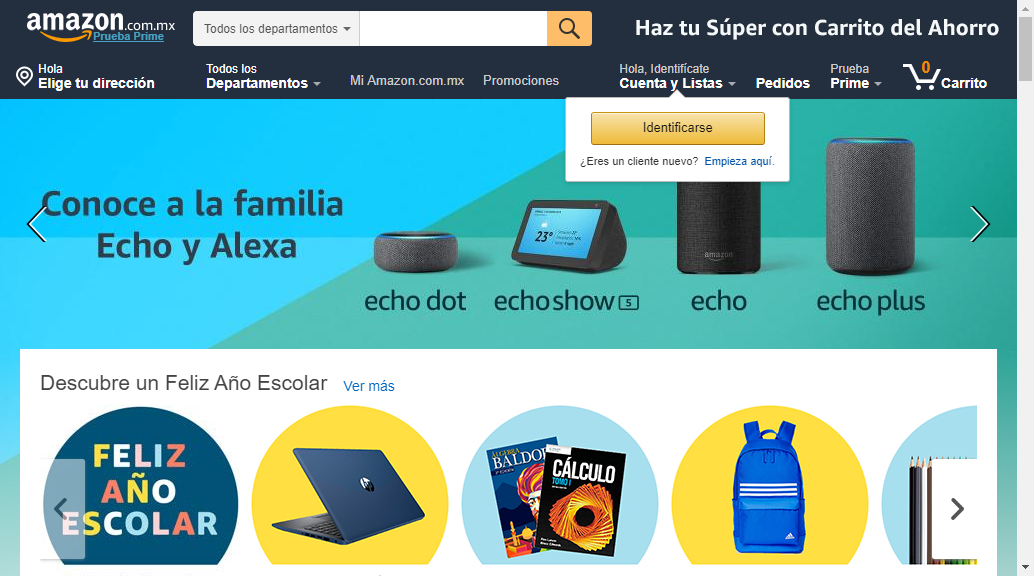 amazon.com.mx
Prueba Prime
Todos los departamentos
Haz tu Súper con Carrito del Ahorro
Hola
Elige tu dirección
Todos los
Departamentos
Mi Amazon.com.mx
Promociones
Hola, Identifícate
Cuenta y Listas
Pedidos
Prueba
Prime
0
Carrito
Identificarse
¿Eres un cliente nuevo? Empieza aquí.
Conoce a la familia
Echo y Alexa
23°
amazon
echo dot
echo show 5
echo
echo plus
Descubre un Feliz Año Escolar
Ver más
FELIZ
AÑO
ESCOLAR
hp
ÁLGEBRA
BALDOR
CÁLCULO
TOMO I
adidas